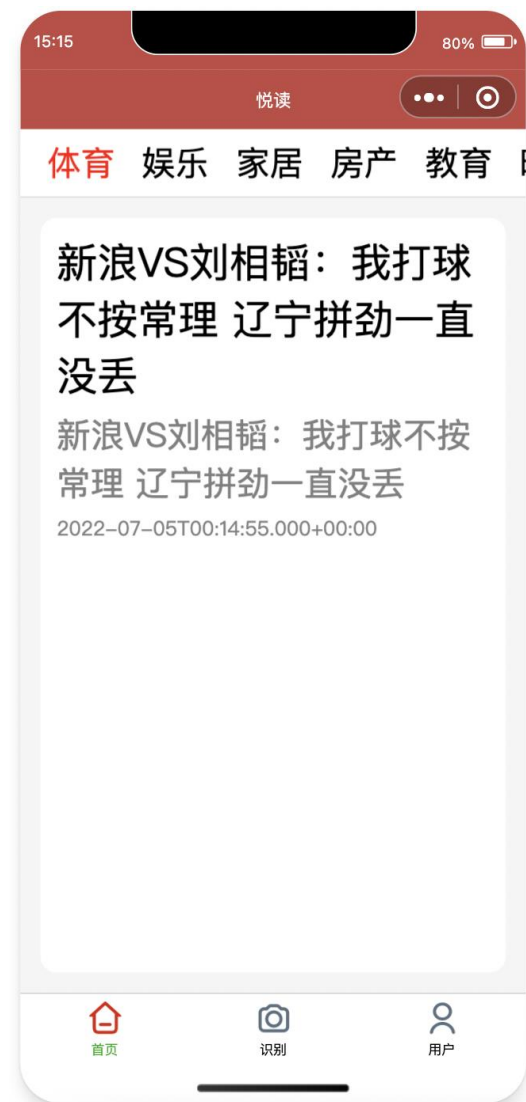 15:15
80%
悦读
体育 娱乐 家居 房产 教育
新浪VS刘相韬：我打球
不按常理 辽宁拼劲一直
没丢
新浪VS刘相韬：我打球不按
常理 辽宁拼劲一直没丢
2022-07-05T00:14:55.000+00:00
首页 识别 用户